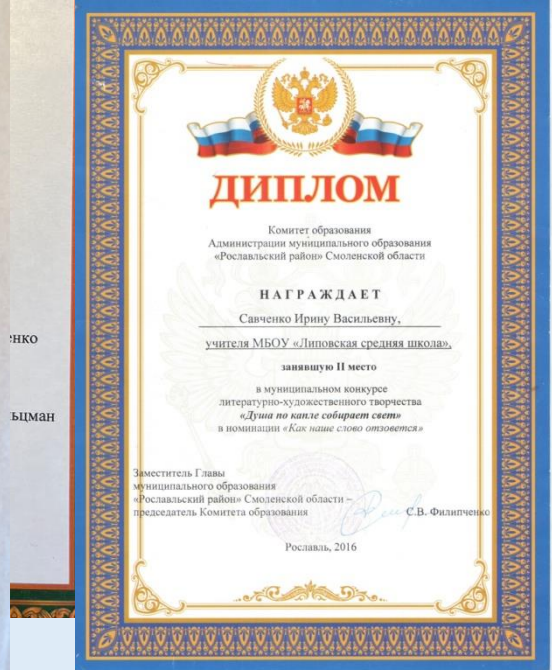 енко
ьцман
ДИПЛОМ
Комитет образования
Администрации муниципального образования
«Рославльский район» Смоленской области
НАГРАЖДАЕТ
Савченко Ирину Васильевну,
учителя МБОУ «Липовская средняя школа»,
занявшую II место
в муниципальном конкурсе
литературно-художественного творчества
«Душа по капле собирает свет»
в номинации «Как наше слово отзовется»
Заместитель Главы
муниципального образования
«Рославльский район» Смоленской области –
председатель Комитета образования С.В. Филипченко
Рославль, 2016